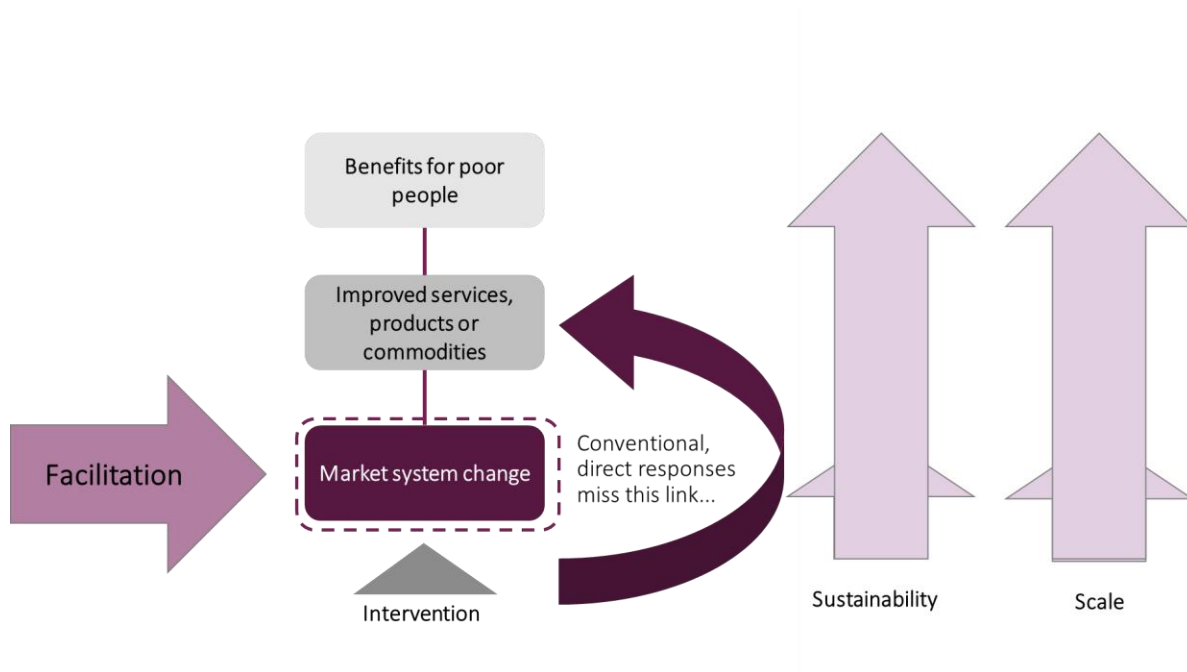 Benefits for poor
people
Improved services,
products or
commodities
Facilitation
Market system change
Conventional,
direct responses
miss this link...
Intervention
Sustainability
Scale